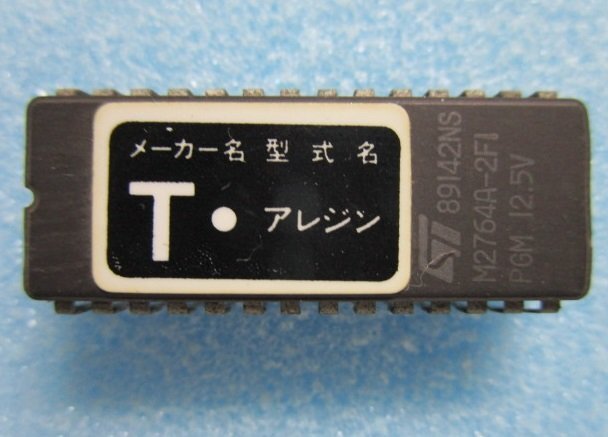 メーカー名 型式名
T・アレジン
89142NS
M2764A-2F1
PGM 12.5V